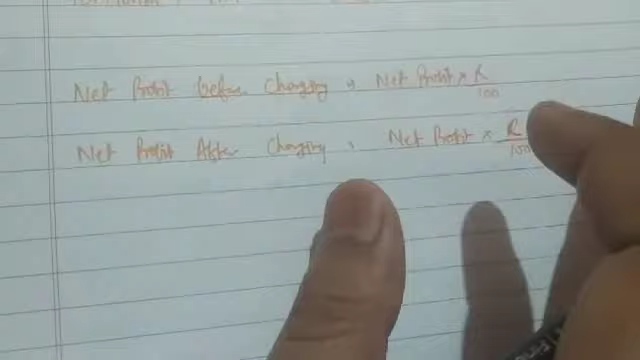 Net Profit before Charging = Net Profit × R/100
Net Profit After Charging = Net Profit × R/100